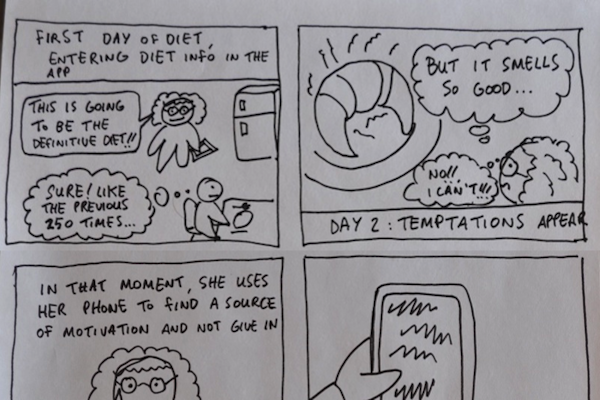 FIRST DAY OF DIET,
ENTERING DIET INFO IN THE
APP
THIS IS GOING
TO BE THE
DEFINITIVE DIET!!
SURE! LIKE
THE PREVIOUS
250 TIMES...
BUT IT SMELLS
SO GOOD...
NO!!
I CAN'T!!!
DAY 2: TEMPTATIONS APPEAR
IN THAT MOMENT, SHE USES
HER PHONE TO FIND A SOURCE
OF MOTIVATION AND NOT GIVE IN